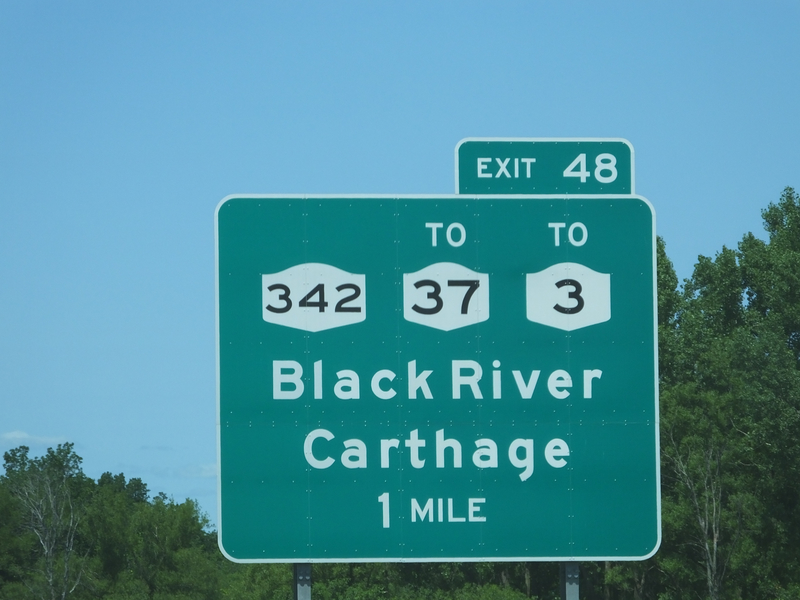 EXIT 48
TO TO
342 37 3
Black River
Carthage
1 MILE